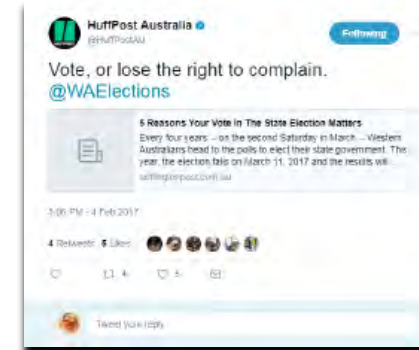 HuffPost Australia
@HuffPostAU
Following
Vote, or lose the right to complain.
@WAElections
5 Reasons Your Vote In The State Election Matters
Every four years – on the second Saturday in March – Western
Australians head to the polls to elect their state government. This
year, the election falls on March 11, 2017 and the results will
huffingtonpost.com.au
PM - 4 Feb 2017
4 Retweets 5 Likes
4 5
Tweet your reply